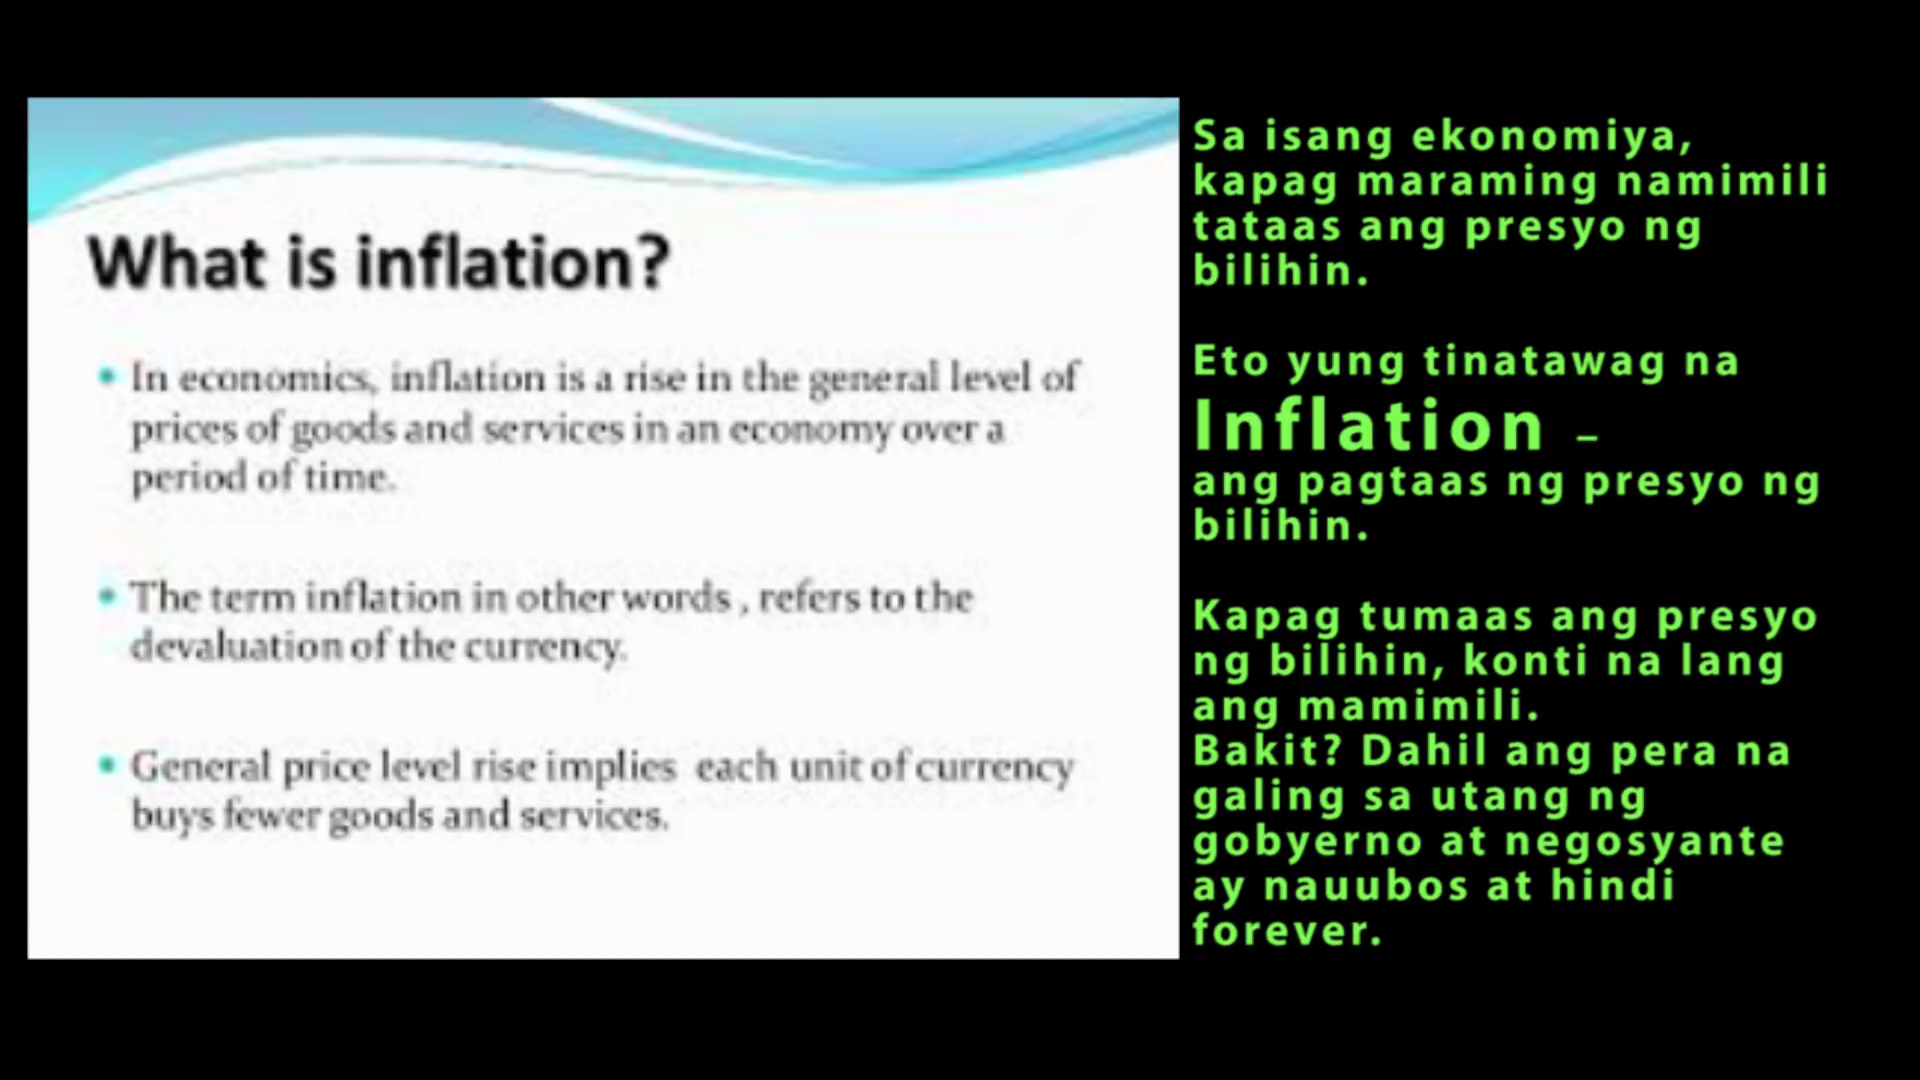 What is inflation?
• In economics, inflation is a rise in the general level of
prices of goods and services in an economy over a
period of time.
• The term inflation in other words , refers to the
devaluation of the currency.
• General price level rise implies each unit of currency
buys fewer goods and services.
Sa isang ekonomiya,
kapag maraming namimili
tataas ang presyo ng
bilihin.
Eto yung tinatawag na
Inflation –
ang pagtaas ng presyo ng
bilihin.
Kapag tumaas ang presyo
ng bilihin, konti na lang
ang mamimili.
Bakit? Dahil ang pera na
galing sa utang ng
gobyerno at negosyante
ay nauubos at hindi
forever.